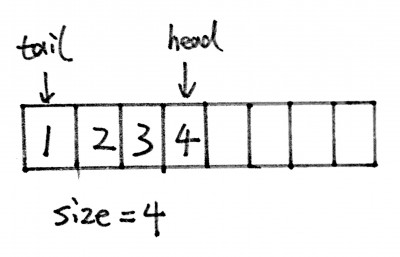 tail head
1 2 3 4
size = 4